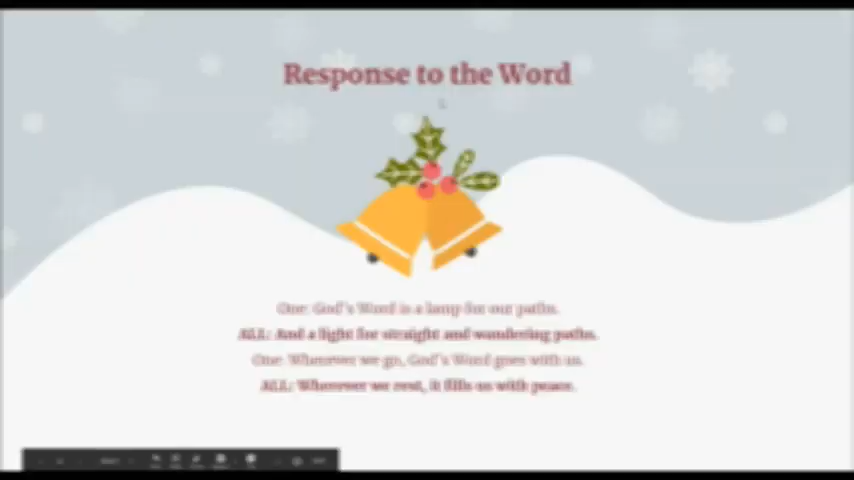 Response to the Word
One: God's Word is a lamp for our paths.
ALL: And a light for straight and wandering paths.
One: Wherever we go, God's Word goes with us.
ALL: Wherever we rest, it fills us with peace.